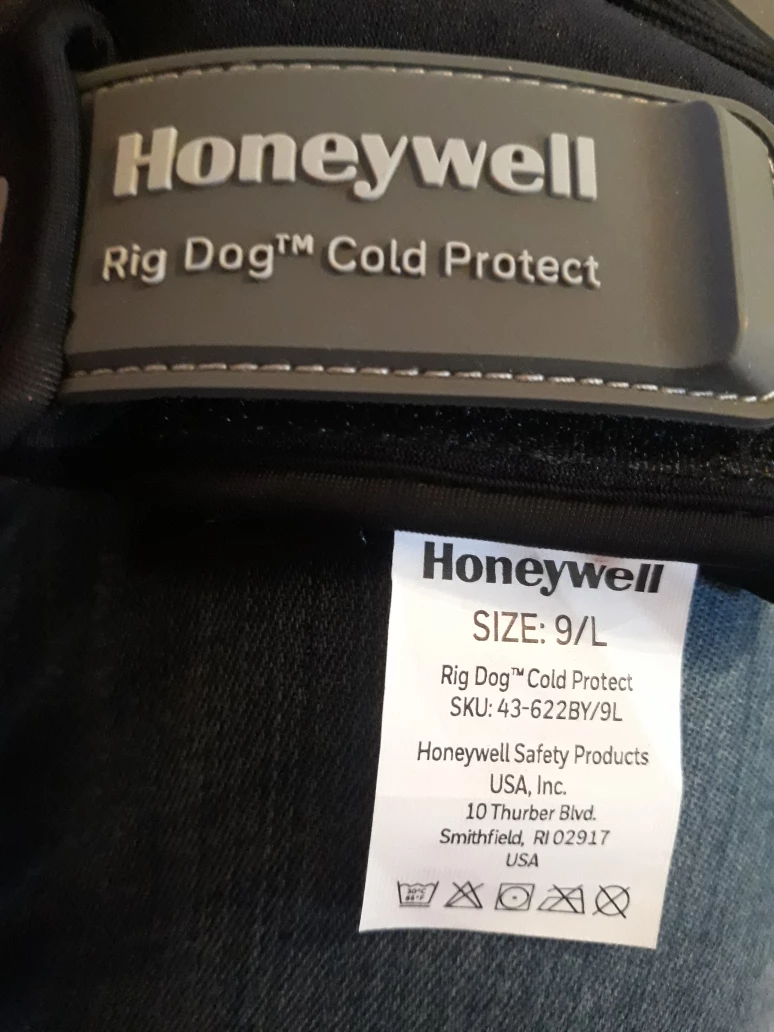 Honeywell
Rig Dog™ Cold Protect
Honeywell
SIZE: 9/L
Rig Dog™ Cold Protect
SKU: 43-622BY/9L
Honeywell Safety Products
USA, Inc.
10 Thurber Blvd.
Smithfield, RI 02917
USA